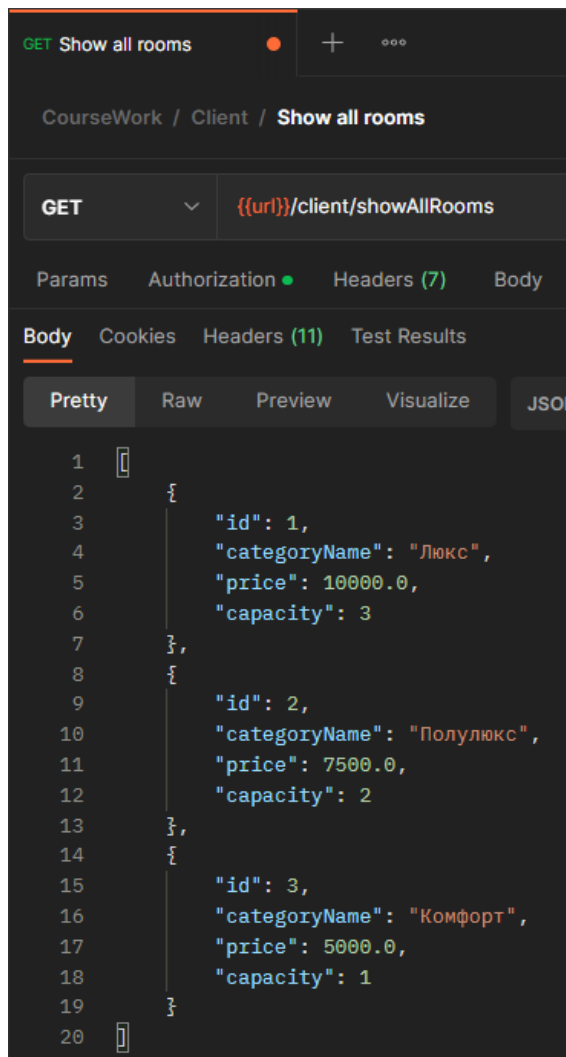 GET Show all rooms
CourseWork / Client / Show all rooms
GET {{url}}/client/showAllRooms
Params Authorization Headers (7) Body
Body Cookies Headers (11) Test Results
Pretty Raw Preview Visualize JSO
1 [
2 {
3 "id": 1,
4 "categoryName": "Люкс",
5 "price": 10000.0,
6 "capacity": 3
7 },
8 {
9 "id": 2,
10 "categoryName": "Полулюкс",
11 "price": 7500.0,
12 "capacity": 2
13 },
14 {
15 "id": 3,
16 "categoryName": "Комфорт",
17 "price": 5000.0,
18 "capacity": 1
19 }
20 ]